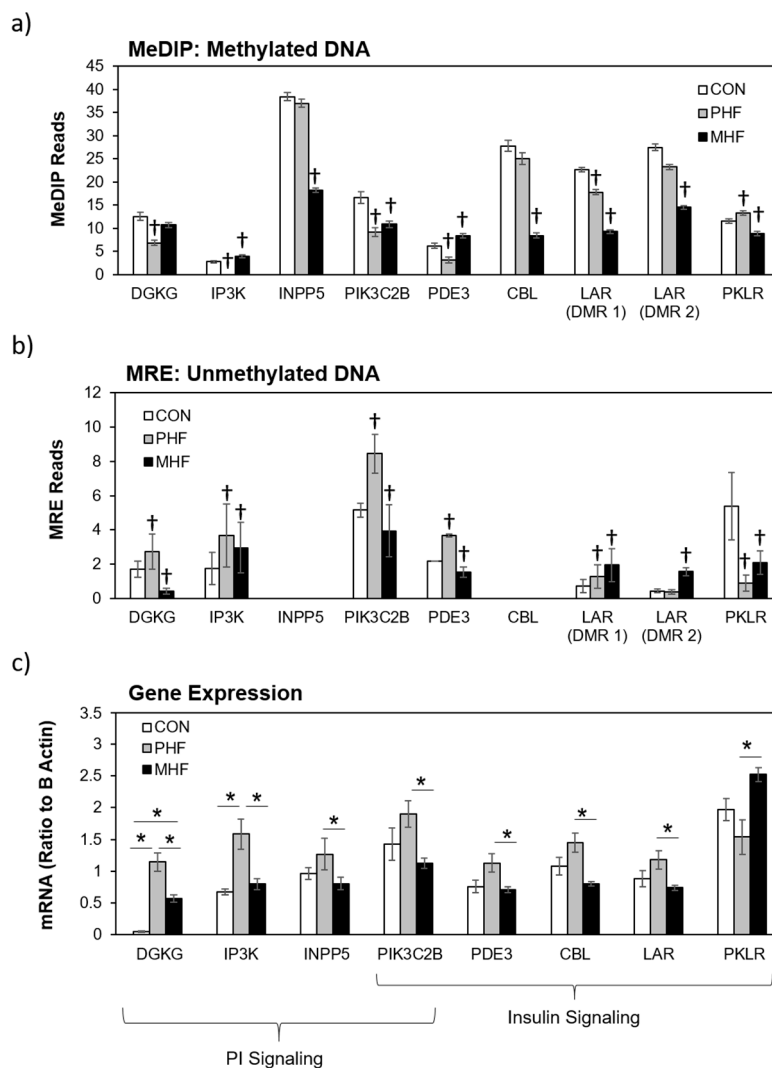 a)
MeDIP: Methylated DNA
MeDIP Reads
45
40
35
30
25
20
15
10
5
0
CON
PHF
MHF
† † † † † † † † † † † † † †
DGKG IP3K INPP5 PIK3C2B PDE3 CBL LAR (DMR 1) LAR (DMR 2) PKLR
b)
MRE: Unmethylated DNA
MRE Reads
12
10
8
6
4
2
0
CON
PHF
MHF
† † † † † † † † † † † † †
DGKG IP3K INPP5 PIK3C2B PDE3 CBL LAR (DMR 1) LAR (DMR 2) PKLR
c)
Gene Expression
mRNA (Ratio to B Actin)
3.5
3
2.5
2
1.5
1
0.5
0
CON
PHF
MHF
* * * * * * * * * * *
DGKG IP3K INPP5 PIK3C2B PDE3 CBL LAR PKLR
Insulin Signaling
PI Signaling